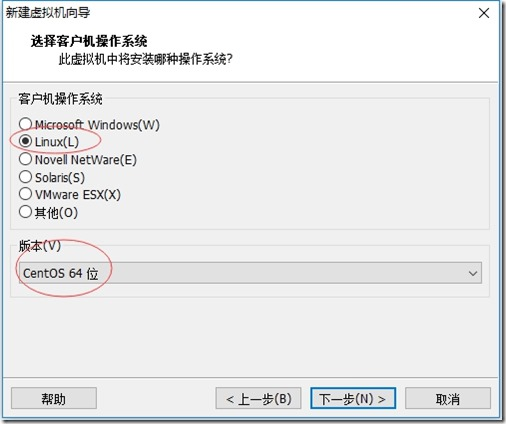 新建虚拟机向导
选择客户机操作系统
此虚拟机中将安装哪种操作系统?
客户机操作系统
Microsoft Windows(W)
Linux(L)
Novell NetWare(E)
Solaris(S)
VMware ESX(X)
其他(O)
版本(V)
CentOS 64 位
帮助
< 上一步(B)
下一步(N) >
取消